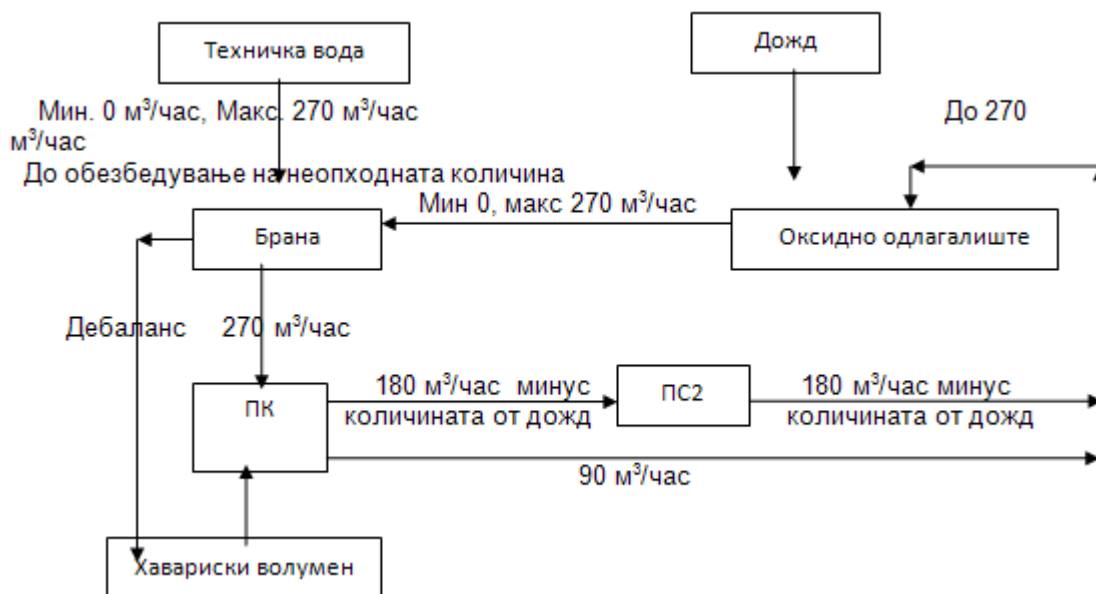 Техничка вода
Дожд
Мин. 0 м³/час, Макс. 270 м³/час
До 270
м³/час
До обезбедување на неопходната количина
Мин 0, макс 270 м³/час
Брана
Оксидно одлагалиште
Дебаланс 270 м³/час
180 м³/час минус
количината от дожд
ПС2
180 м³/час минус
количината от дожд
ПК
90 м³/час
Хавариски волумен